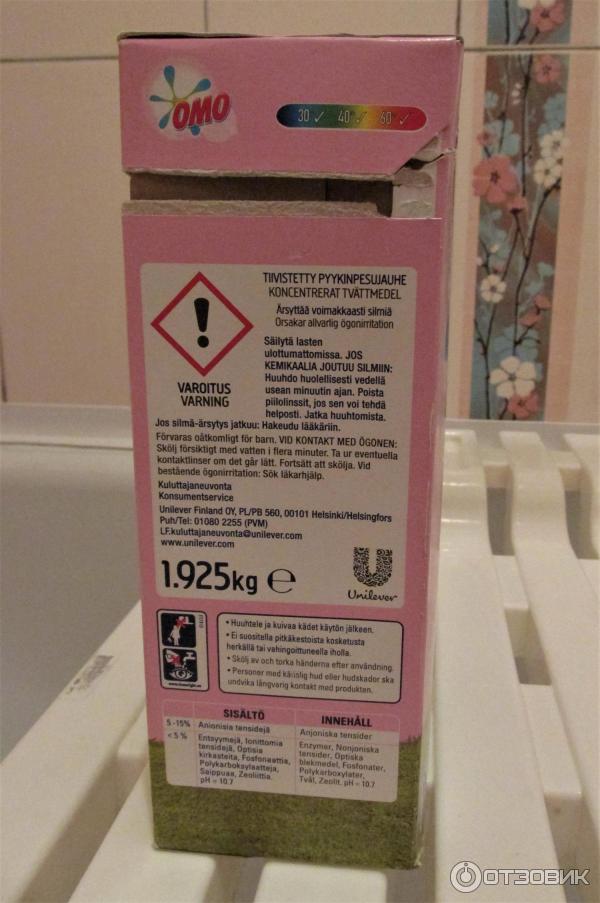 OMO
30 ✓ 40° ✓ 60° ✓
TIIVISTETTY PYYKINPESUJAUHE
KONCENTRERAT TVÄTTMEDEL
Ärsyttää voimakkaasti silmiä
Orsakar allvarlig ögonirritation
VAROITUS
VARNING
Säilytä lasten
ulottumattomissa. JOS
KEMIKAALIA JOUTUU SILMIIN:
Huuhdo huolellisesti vedellä
usean minuutin ajan. Poista
piilolinssit, jos sen voi tehdä
helposti. Jatka huuhtomista.
Jos silmä-ärsytys jatkuu: Hakeudu lääkäriin.
Förvaras oåtkomligt för barn. VID KONTAKT MED ÖGONEN:
Skölj försiktigt med vatten i flera minuter. Ta ur eventuella
kontaktlinser om det går lätt. Fortsätt att skölja. Vid
bestående ögonirritation: Sök läkarhjälp.
Kuluttajaneuvonta
Konsumentservice
Unilever Finland OY, PL/PB 560, 00101 Helsinki/Helsingfors
Puh/Tel: 01080 2255 (PVM)
LF.kuluttajaneuvonta@unilever.com
www.unilever.com
1.925kg ℮
Unilever
• Huuhtele ja kuivaa kädet käytön jälkeen.
• Ei suositella pitkäkestoista kosketusta
herkällä tai vahingoittuneella iholla.
• Skölj av och torka händerna efter användning.
• Personer med känslig hud eller hudskador ska
undvika långvarig kontakt med produkten.
SISÄLTÖ INNEHÅLL
5 -15% Anionisia tensidejä Anjoniska tensider
< 5 % Entsyymejä, Ionittomia
tensidejä, Optisia
kirkasteita, Fosfonaattia,
Polykarboksylaatteja,
Saippuaa, Zeoliittia.
pH = 10.7
Enzymer, Nonjoniska
tensider, Optiska
blekmedel, Fosfonater,
Polykarboxylater,
Tvål, Zeolit. pH = 10.7
ОТЗОВИК